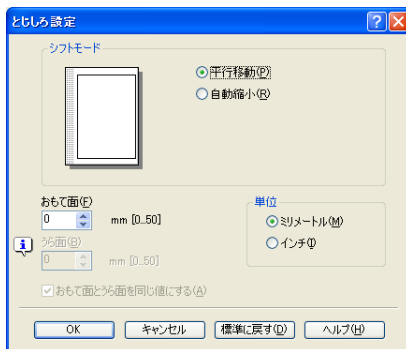 とじしろ設定
シフトモード
平行移動(P)
自動縮小(R)
おもて面(F)
0 mm [0..50]
うら面(B)
0 mm [0..50]
おもて面とうら面を同じ値にする(A)
単位
ミリメートル(M)
インチ(I)
OK キャンセル 標準に戻す(D) ヘルプ(H)